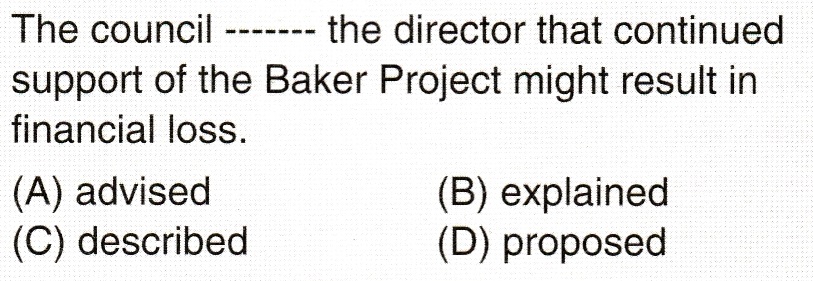 The council ------- the director that continued
support of the Baker Project might result in
financial loss.
(A) advised (B) explained
(C) described (D) proposed